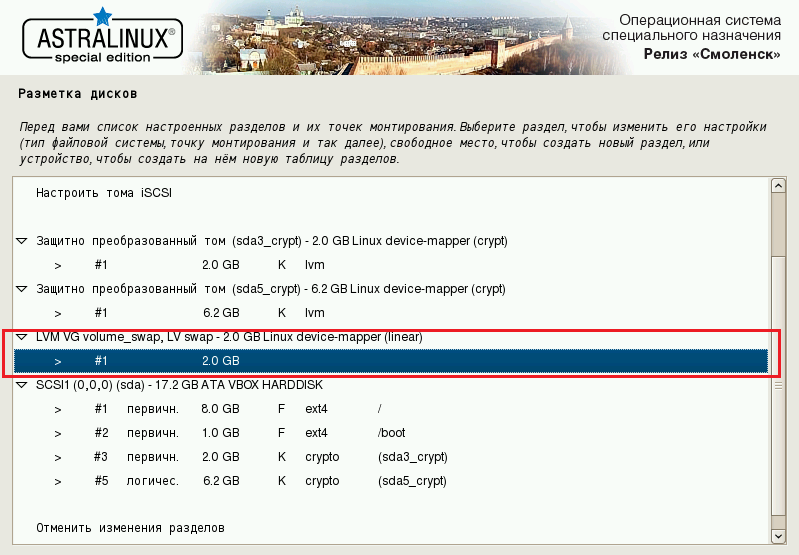 ASTRALINUX®
special edition
Операционная система
специального назначения
Релиз «Смоленск»
Разметка дисков
Перед вами список настроенных разделов и их точек монтирования. Выберите раздел, чтобы изменить его настройки
(тип файловой системы, точку монтирования и так далее), свободное место, чтобы создать новый раздел, или
устройство, чтобы создать на нём новую таблицу разделов.
Настроить тома iSCSI
Защитно преобразованный том (sda3_crypt) - 2.0 GB Linux device-mapper (crypt)
> #1 2.0 GB K lvm
Защитно преобразованный том (sda5_crypt) - 6.2 GB Linux device-mapper (crypt)
> #1 6.2 GB K lvm
LVM VG volume_swap, LV swap - 2.0 GB Linux device-mapper (linear)
> #1 2.0 GB
SCSI1 (0,0,0) (sda) - 17.2 GB ATA VBOX HARDDISK
> #1 первичн. 8.0 GB F ext4 /
> #2 первичн. 1.0 GB F ext4 /boot
> #3 первичн. 2.0 GB K crypto (sda3_crypt)
> #5 логичес. 6.2 GB K crypto (sda5_crypt)
Отменить изменения разделов